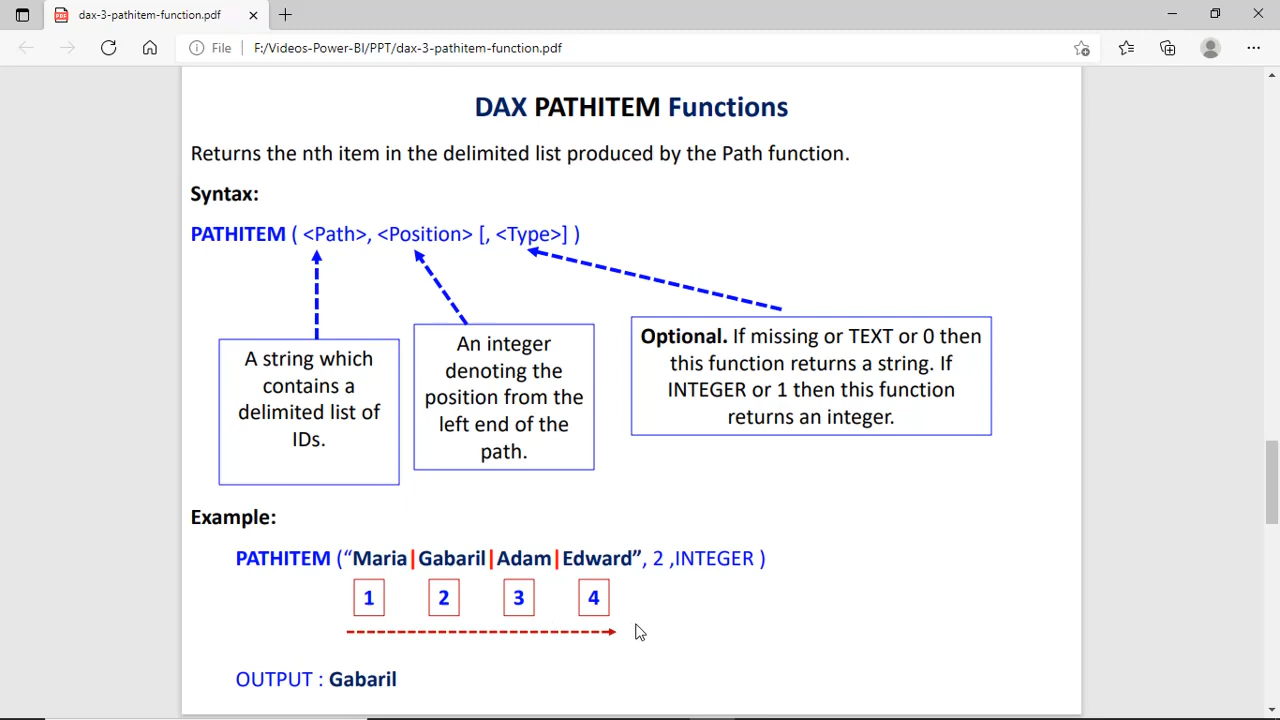 dax-3-pathitem-function.pdf
File
F:/Videos-Power-BI/PPT/dax-3-pathitem-function.pdf
DAX PATHITEM Functions
Returns the nth item in the delimited list produced by the Path function.
Syntax:
PATHITEM ( <Path>, <Position> [, <Type>] )
A string which
contains a
delimited list of
IDs.
An integer
denoting the
position from the
left end of the
path.
Optional. If missing or TEXT or 0 then
this function returns a string. If
INTEGER or 1 then this function
returns an integer.
Example:
PATHITEM (“Maria|Gabaril|Adam|Edward”, 2 ,INTEGER )
1 2 3 4
OUTPUT : Gabaril